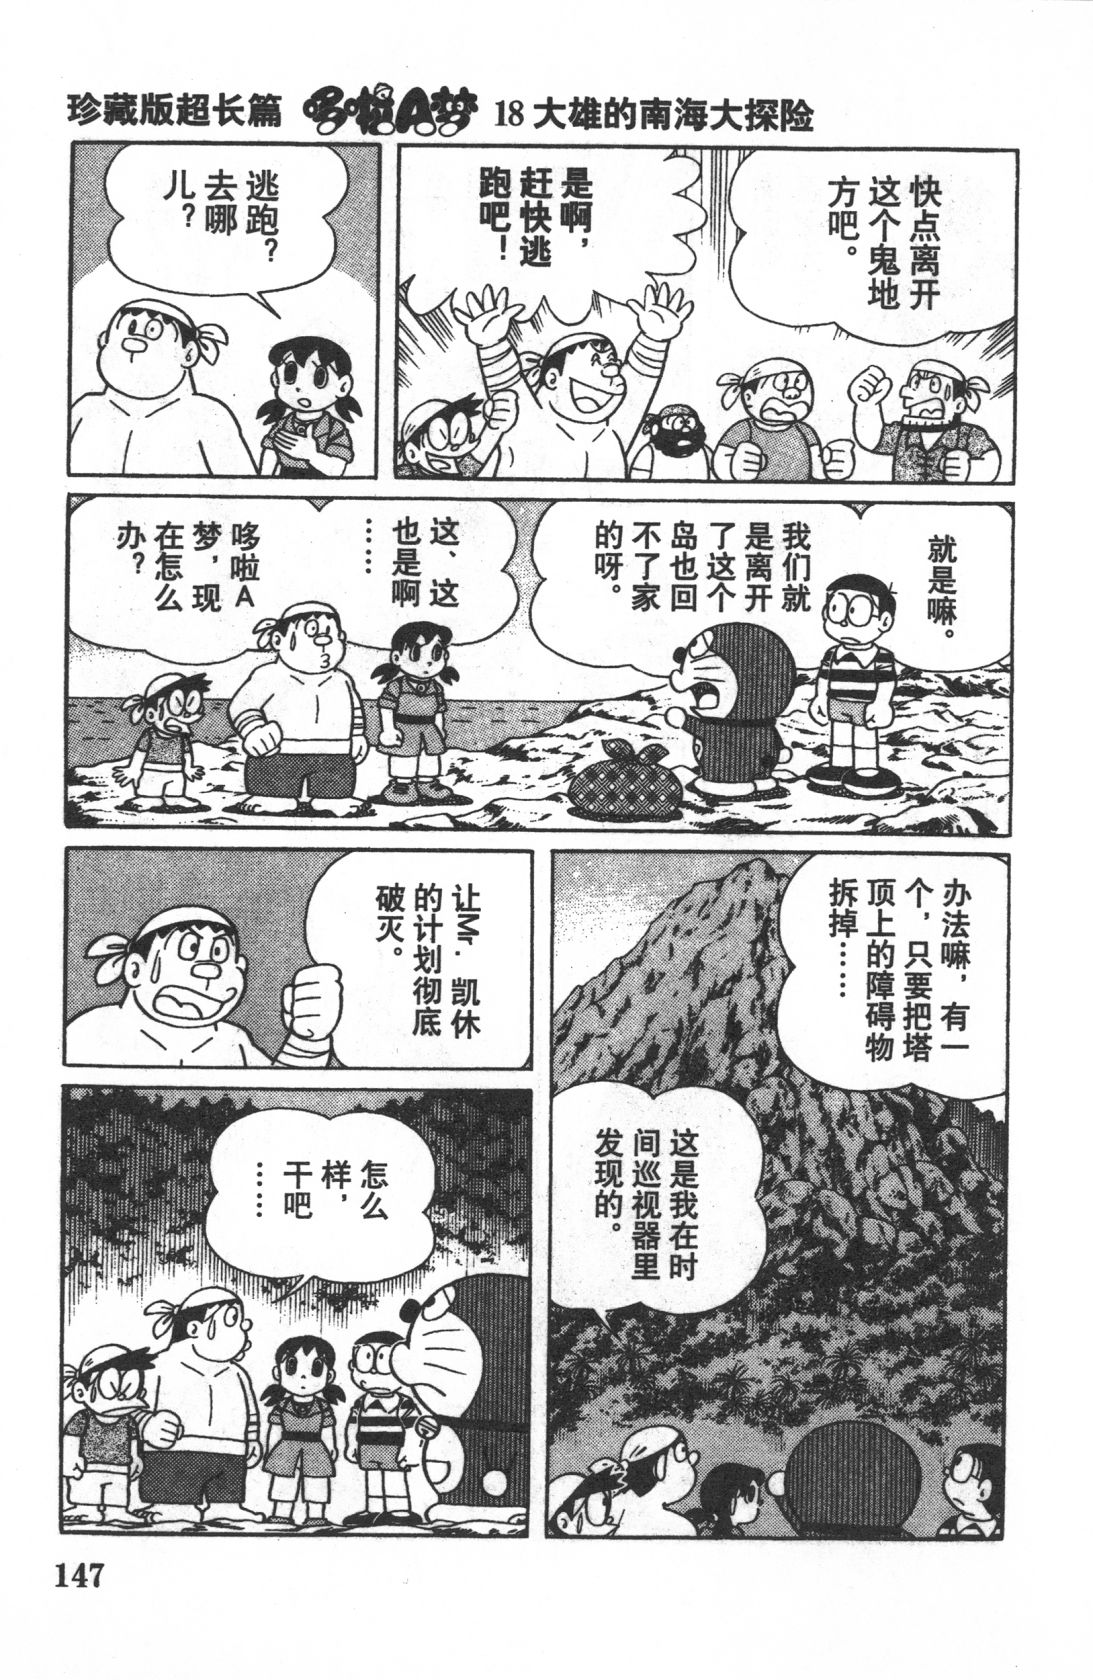 珍藏版超长篇 哆啦A梦 18 大雄的南海大探险
快点离开
这个鬼地
方吧。
是啊，
赶快逃
跑吧！
逃跑？
去哪
儿？
就是嘛。
我们就
是离开
了这个
岛也回
不了家
的呀。
这、这
也是啊
……
哆啦A
梦，现
在怎么
办？
办法嘛，有一
个，只要把塔
顶上的障碍物
拆掉……
这是我在时
间巡视器里
发现的。
让Mr.凯休
的计划彻底
破灭。
怎么
样，
干吧
……
147